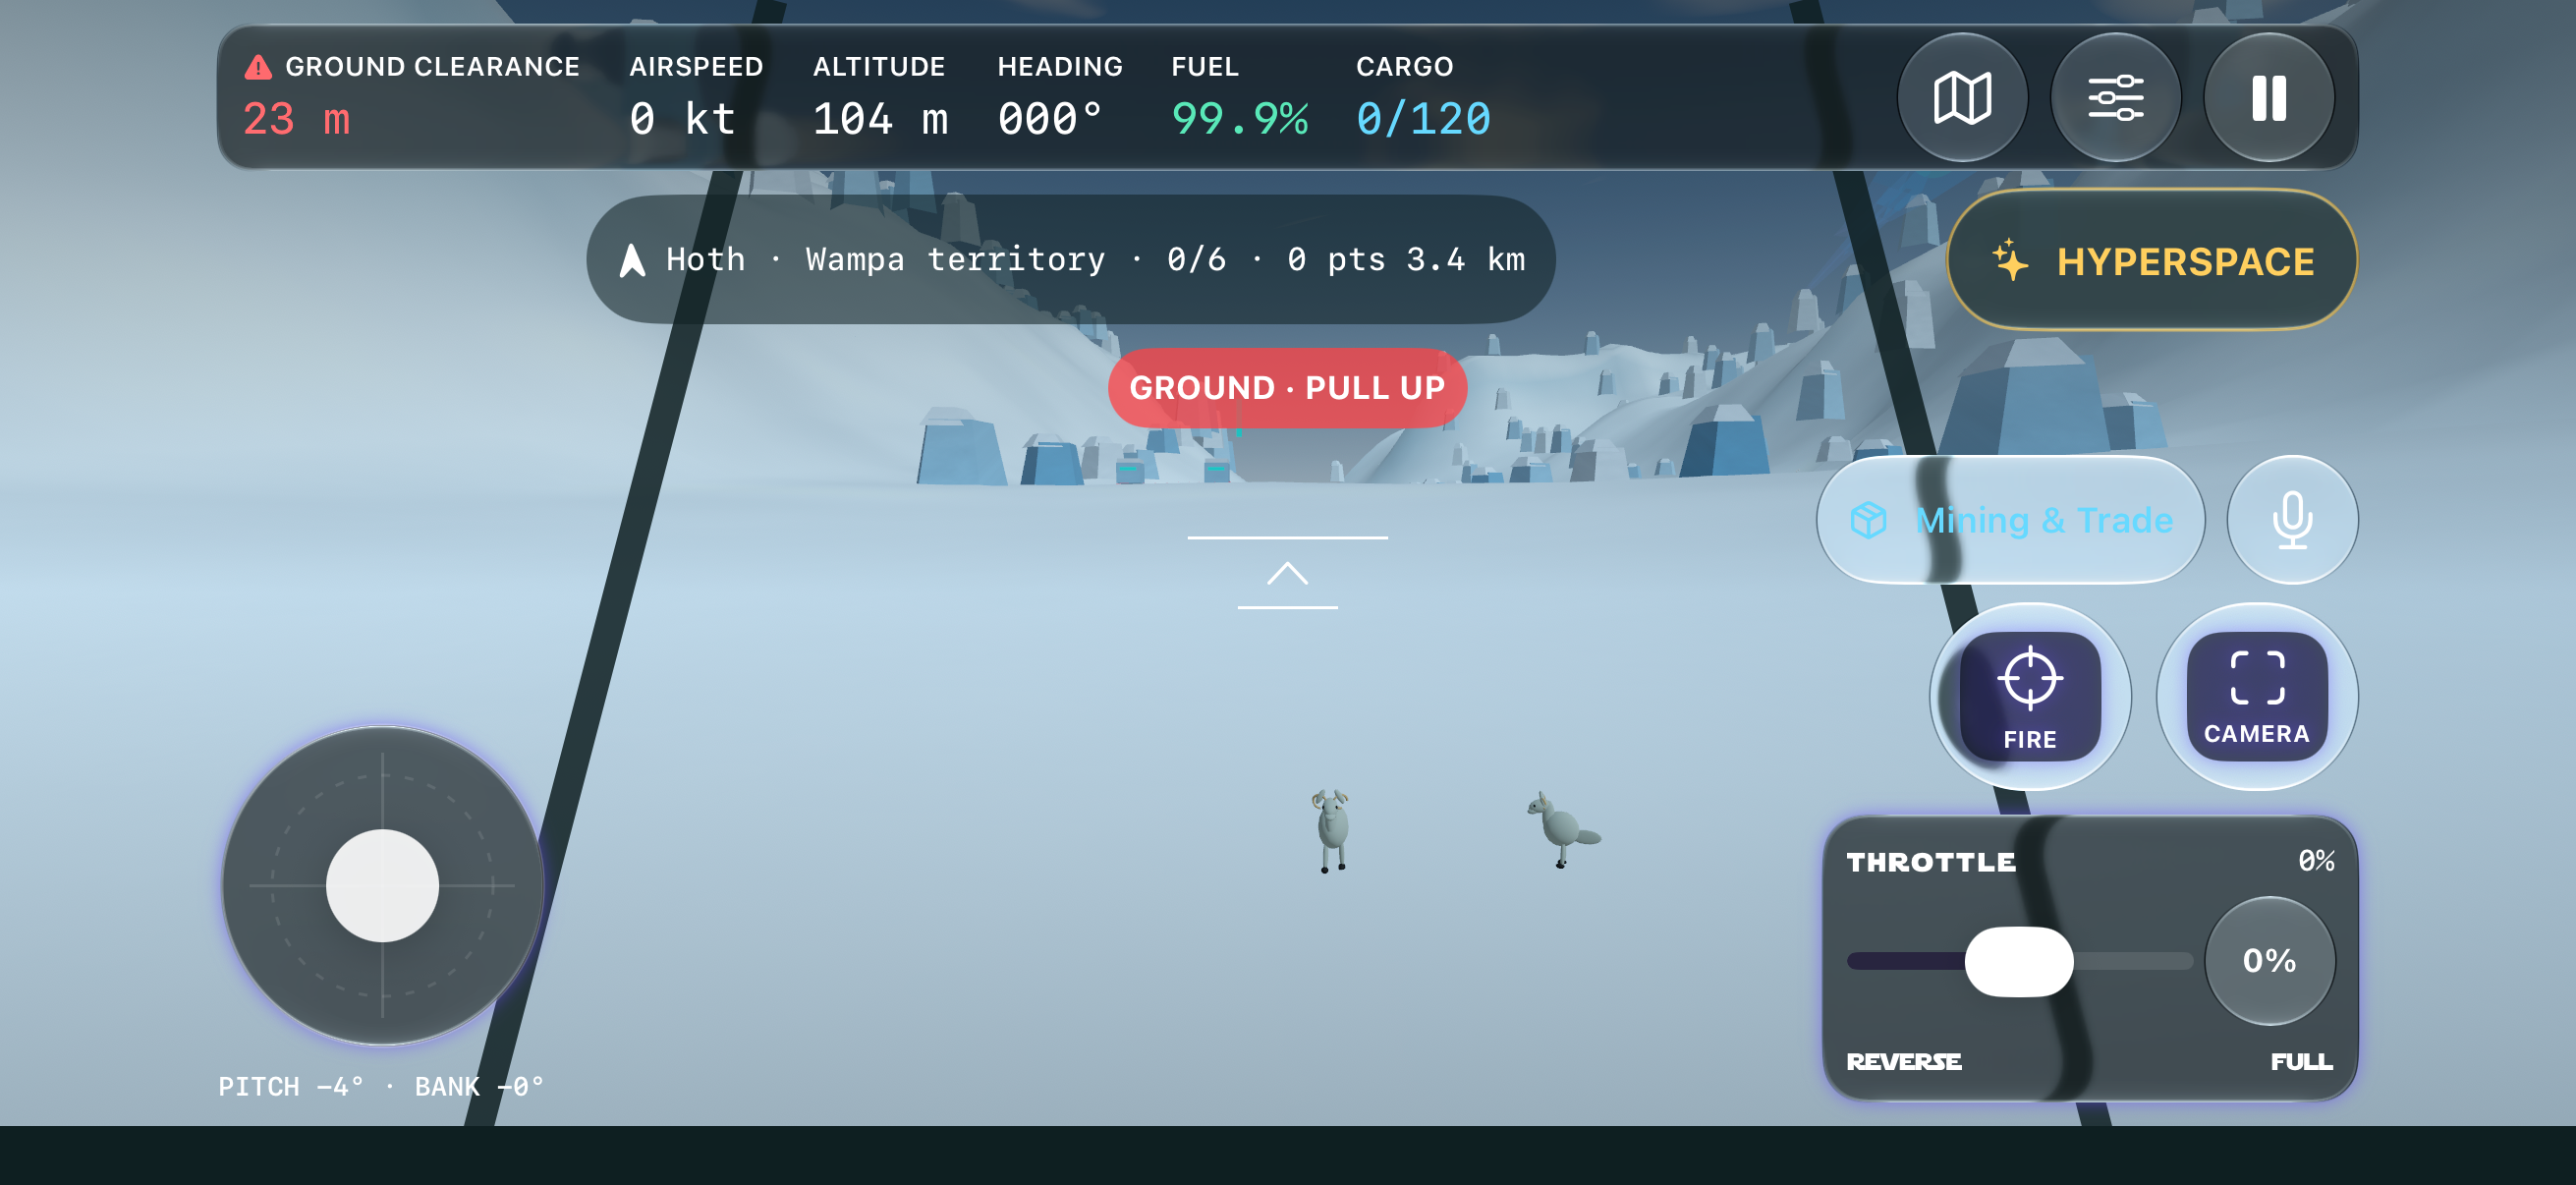 GROUND CLEARANCE
23 m
AIRSPEED
0 kt
ALTITUDE
104 m
HEADING
000°
FUEL
99.9%
CARGO
0/120
Hoth · Wampa territory · 0/6 · 0 pts 3.4 km
HYPERSPACE
GROUND · PULL UP
Mining & Trade
FIRE
CAMERA
THROTTLE
0%
0%
REVERSE
FULL
PITCH −4° · BANK −0°